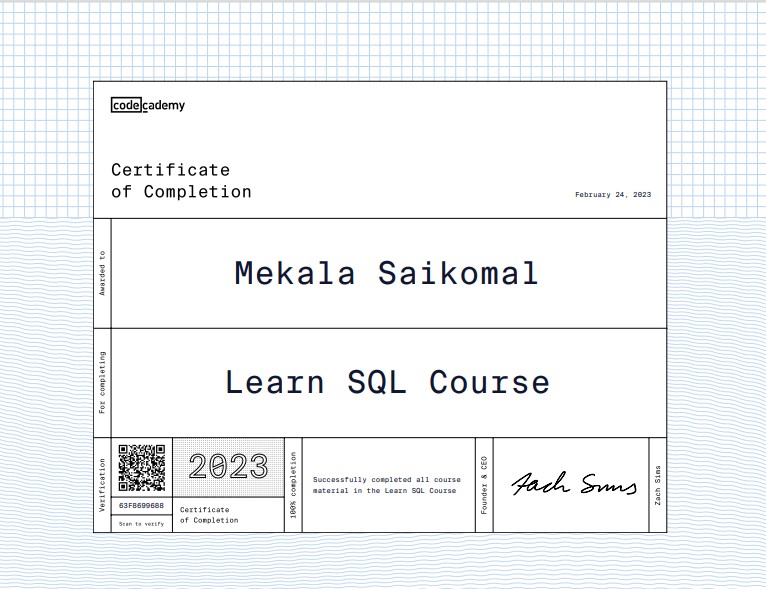 codecademy
Certificate
of Completion
February 24, 2023
Awarded to
Mekala Saikomal
For completing
Learn SQL Course
Verification
63F8699688
Scan to verify
2023
Certificate
of Completion
100% completion
Successfully completed all course
material in the Learn SQL Course
Founder & CEO
Zach Sims
Zach Sims